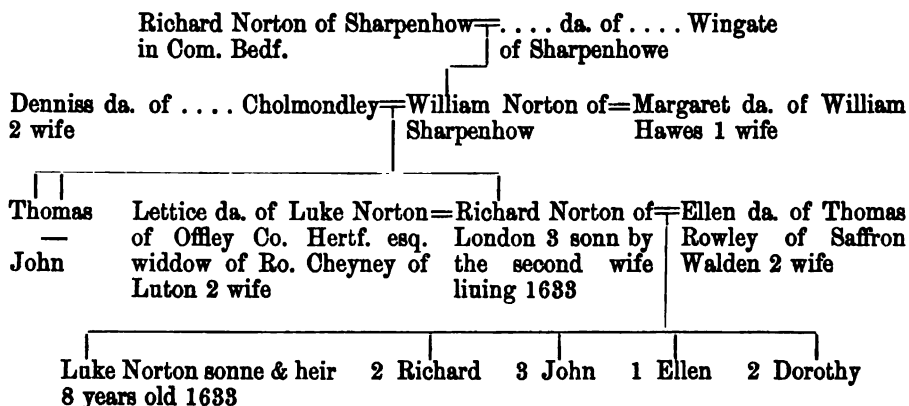 Richard Norton of Sharpenhow=.... da. of .... Wingate
in Com. Bedf. of Sharpenhowe
Denniss da. of .... Cholmondley=William Norton of=Margaret da. of William
2 wife Sharpenhow Hawes 1 wife
Thomas Lettice da. of Luke Norton=Richard Norton of=Ellen da. of Thomas
— of Offley Co. Hertf. esq. London 3 sonn by Rowley of Saffron
John widdow of Ro. Cheyney of the second wife Walden 2 wife
Luton 2 wife liuing 1633
Luke Norton sonne & heir 2 Richard 3 John 1 Ellen 2 Dorothy
8 years old 1633